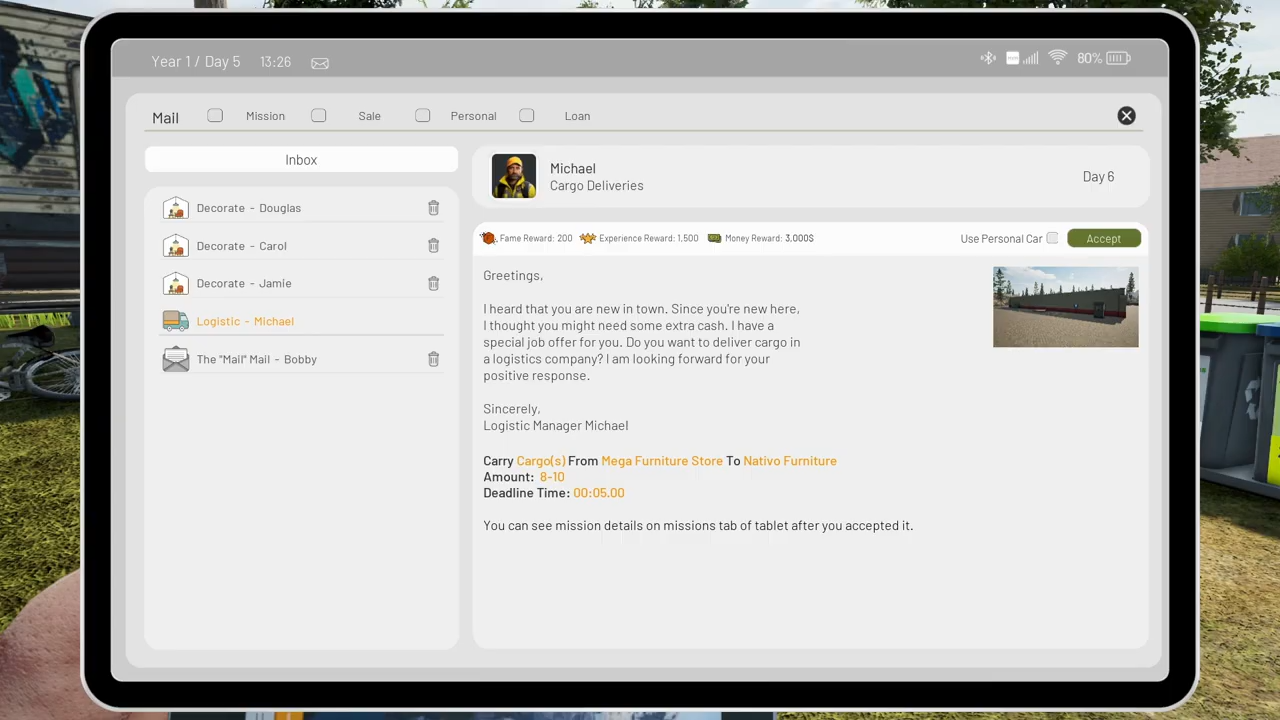 Year 1 / Day 5 13:26 80%
Mail Mission Sale Personal Loan
Inbox
Decorate - Douglas
Decorate - Carol
Decorate - Jamie
Logistic - Michael
The "Mail" Mail - Bobby
Michael
Cargo Deliveries
Day 6
Fame Reward: 200 Experience Reward: 1,500 Money Reward: 3,000$ Use Personal Car Accept
Greetings,
I heard that you are new in town. Since you're new here,
I thought you might need some extra cash. I have a
special job offer for you. Do you want to deliver cargo in
a logistics company? I am looking forward for your
positive response.
Sincerely,
Logistic Manager Michael
Carry Cargo(s) From Mega Furniture Store To Nativo Furniture
Amount: 8-10
Deadline Time: 00:05.00
You can see mission details on missions tab of tablet after you accepted it.